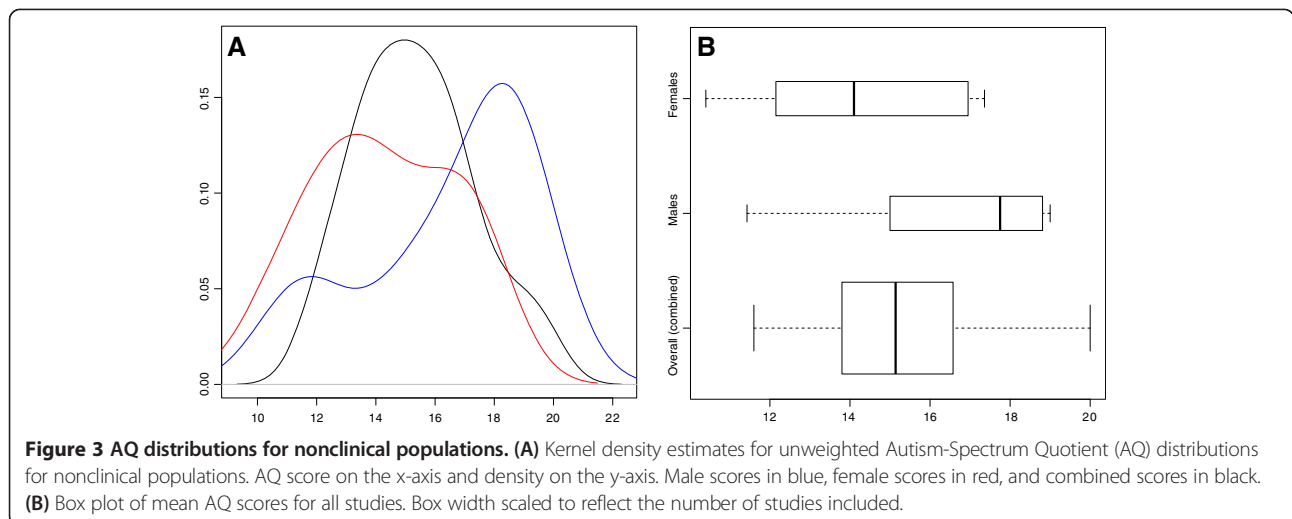 A
0.15
0.10
0.05
0.00
10 12 14 16 18 20 22
B
Females
Males
Overall (combined)
12 14 16 18 20
Figure 3 AQ distributions for nonclinical populations. (A) Kernel density estimates for unweighted Autism-Spectrum Quotient (AQ) distributions
for nonclinical populations. AQ score on the x-axis and density on the y-axis. Male scores in blue, female scores in red, and combined scores in black.
(B) Box plot of mean AQ scores for all studies. Box width scaled to reflect the number of studies included.